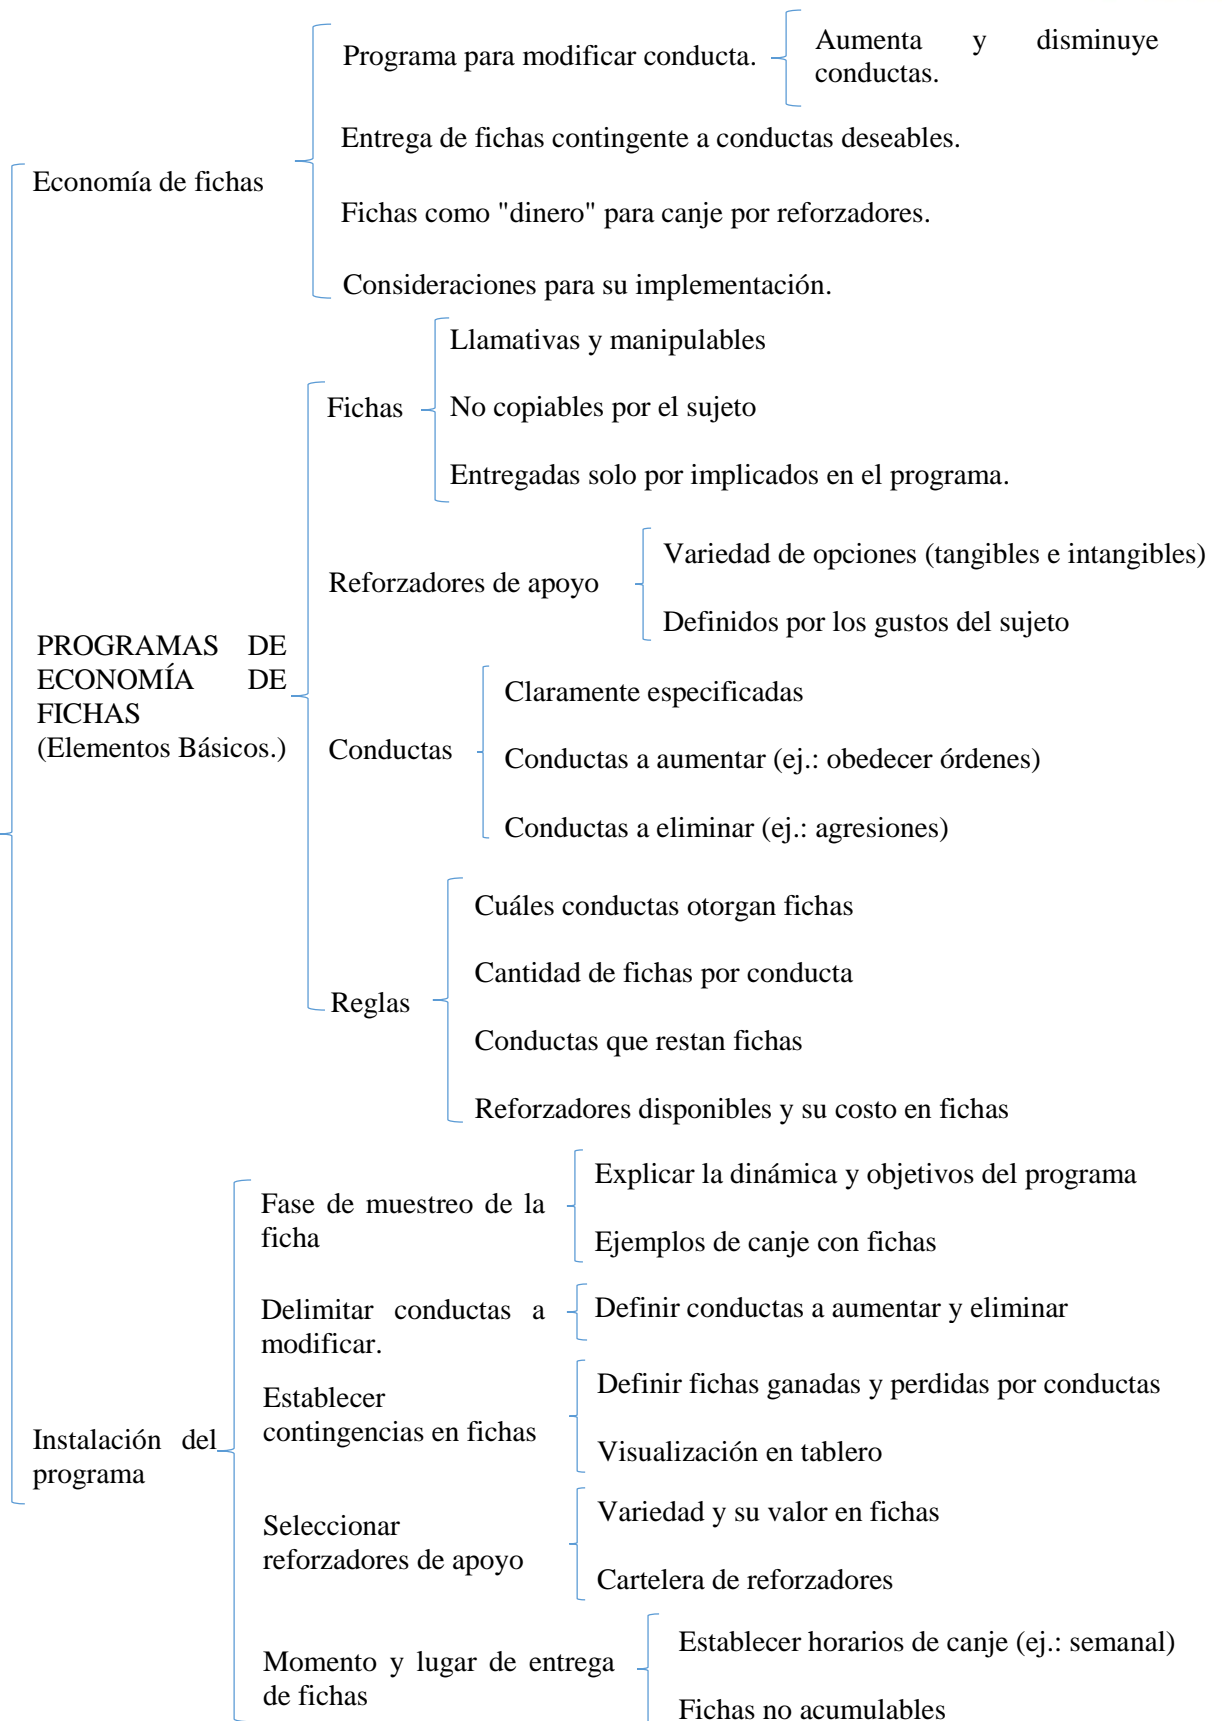 Programa para modificar conducta.
Aumenta y disminuye
conductas.
Entrega de fichas contingente a conductas deseables.
Economía de fichas
Fichas como "dinero" para canje por reforzadores.
Consideraciones para su implementación.
Llamativas y manipulables
Fichas
No copiables por el sujeto
Entregadas solo por implicados en el programa.
Variedad de opciones (tangibles e intangibles)
Reforzadores de apoyo
Definidos por los gustos del sujeto
PROGRAMAS DE
ECONOMÍA DE
FICHAS
(Elementos Básicos.)
Claramente especificadas
Conductas
Conductas a aumentar (ej.: obedecer órdenes)
Conductas a eliminar (ej.: agresiones)
Cuáles conductas otorgan fichas
Cantidad de fichas por conducta
Reglas
Conductas que restan fichas
Reforzadores disponibles y su costo en fichas
Explicar la dinámica y objetivos del programa
Fase de muestreo de la
ficha
Ejemplos de canje con fichas
Delimitar conductas a
modificar.
Definir conductas a aumentar y eliminar
Establecer
contingencias en fichas
Definir fichas ganadas y perdidas por conductas
Visualización en tablero
Instalación del
programa
Seleccionar
reforzadores de apoyo
Variedad y su valor en fichas
Cartelera de reforzadores
Momento y lugar de entrega
de fichas
Establecer horarios de canje (ej.: semanal)
Fichas no acumulables